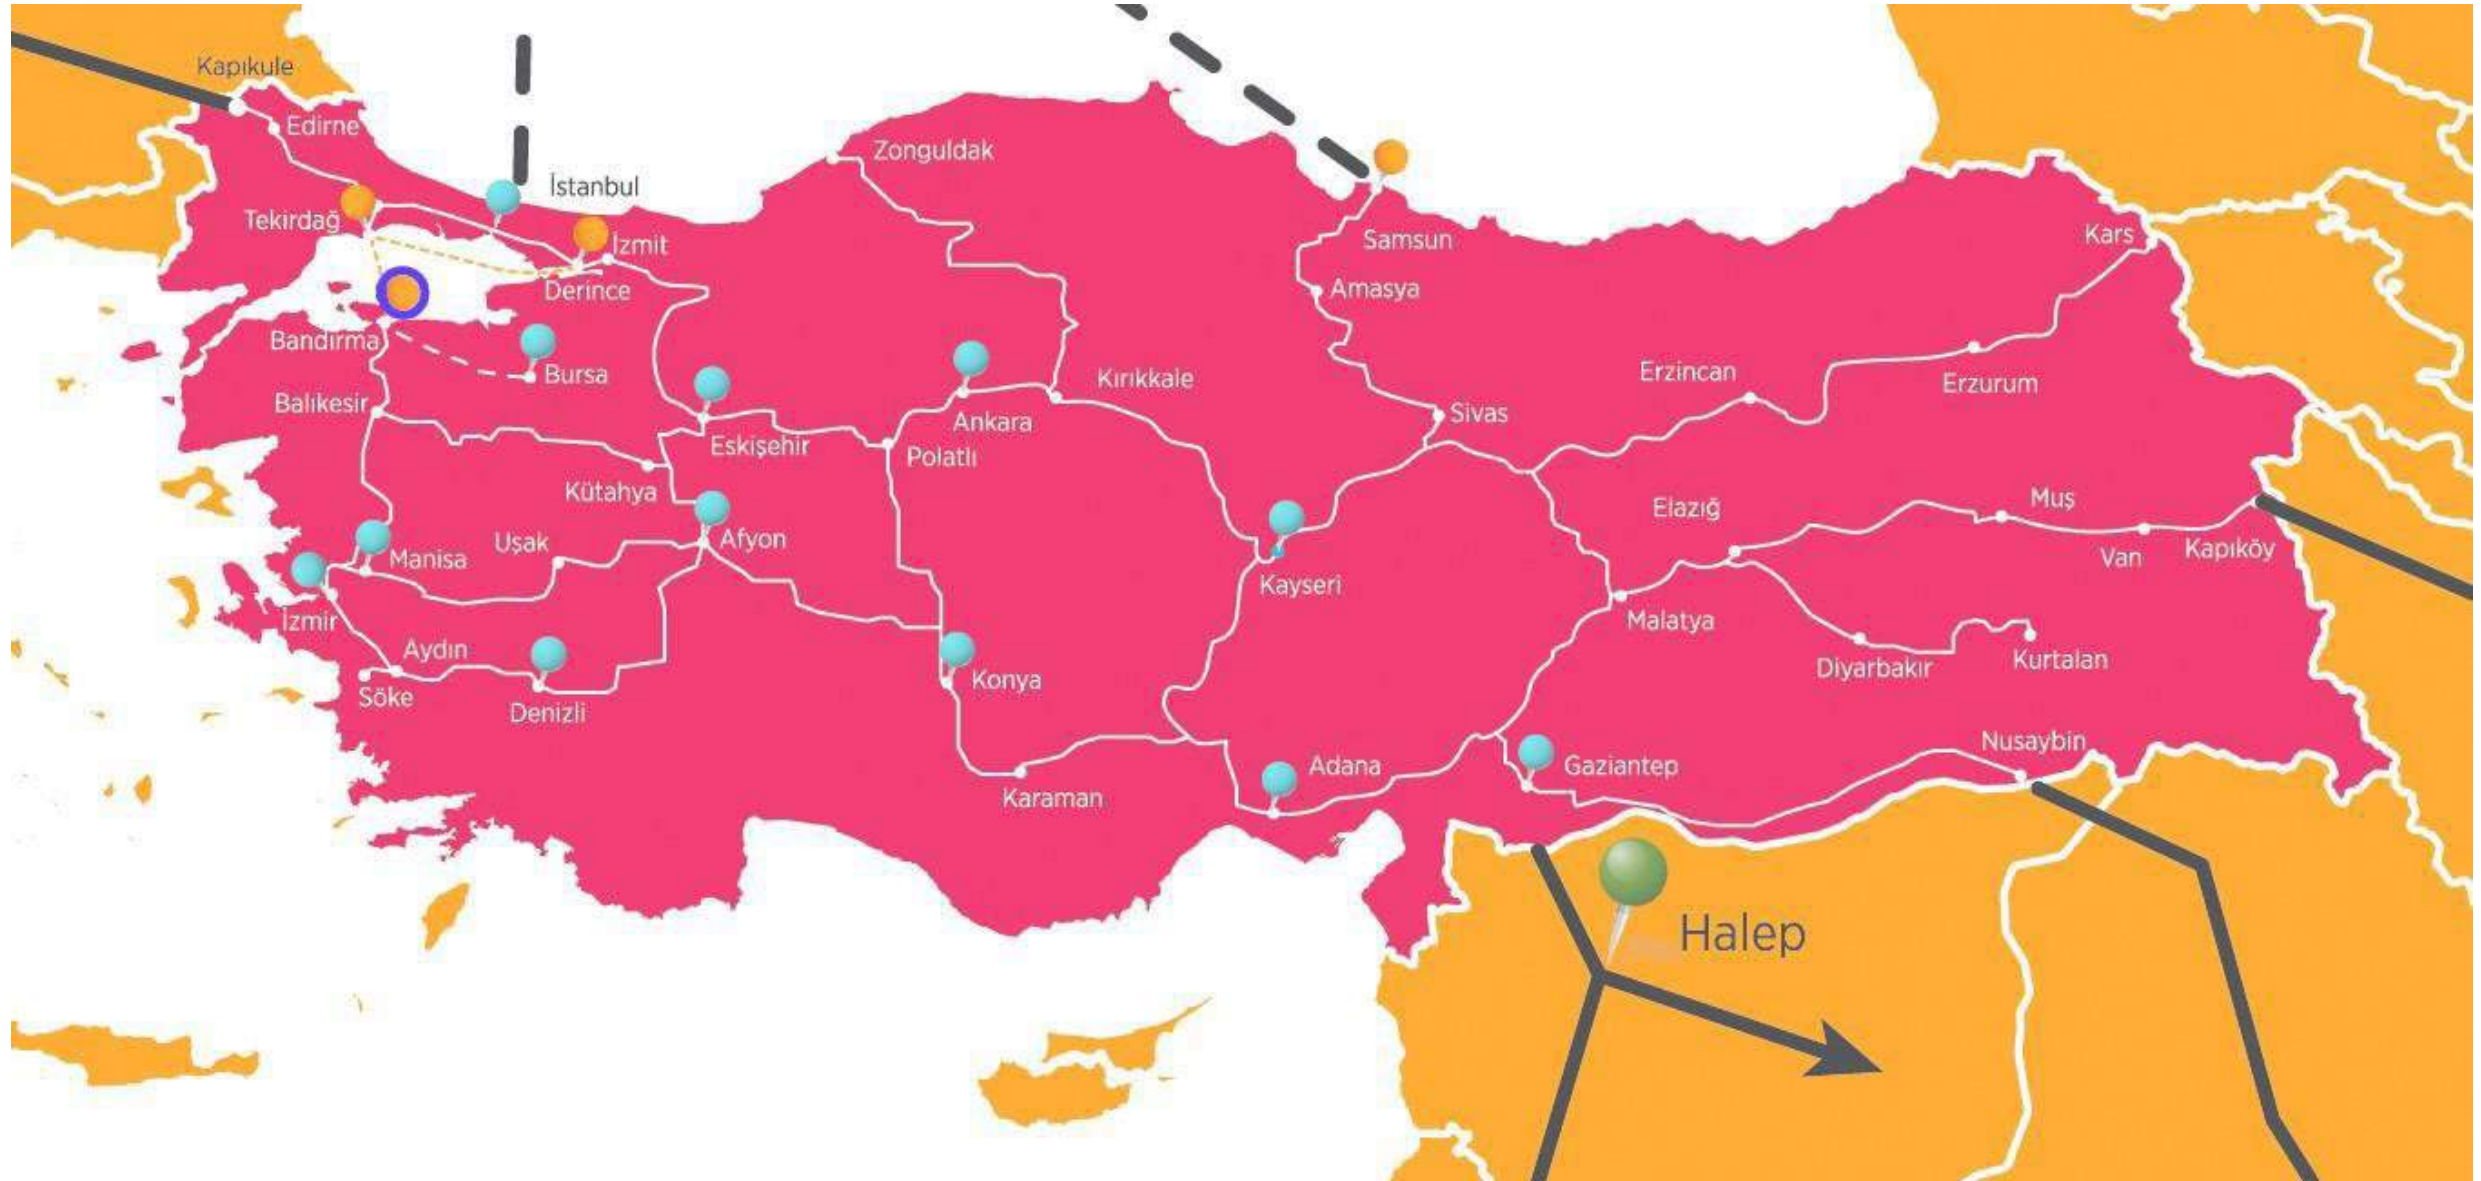 Kapıkule
Edirne
Zonguldak
İstanbul
Tekirdağ
İzmit
Samsun
Kars
Derince
Amasya
Bandırma
Bursa
Kırıkkale
Erzincan
Erzurum
Balıkesir
Ankara
Sivas
Eskişehir
Polatlı
Kütahya
Elazığ
Muş
Uşak
Afyon
Manisa
Van
Kapıköy
Kayseri
İzmir
Malatya
Aydın
Diyarbakır
Kurtalan
Söke
Konya
Denizli
Nusaybin
Adana
Gaziantep
Karaman
Halep